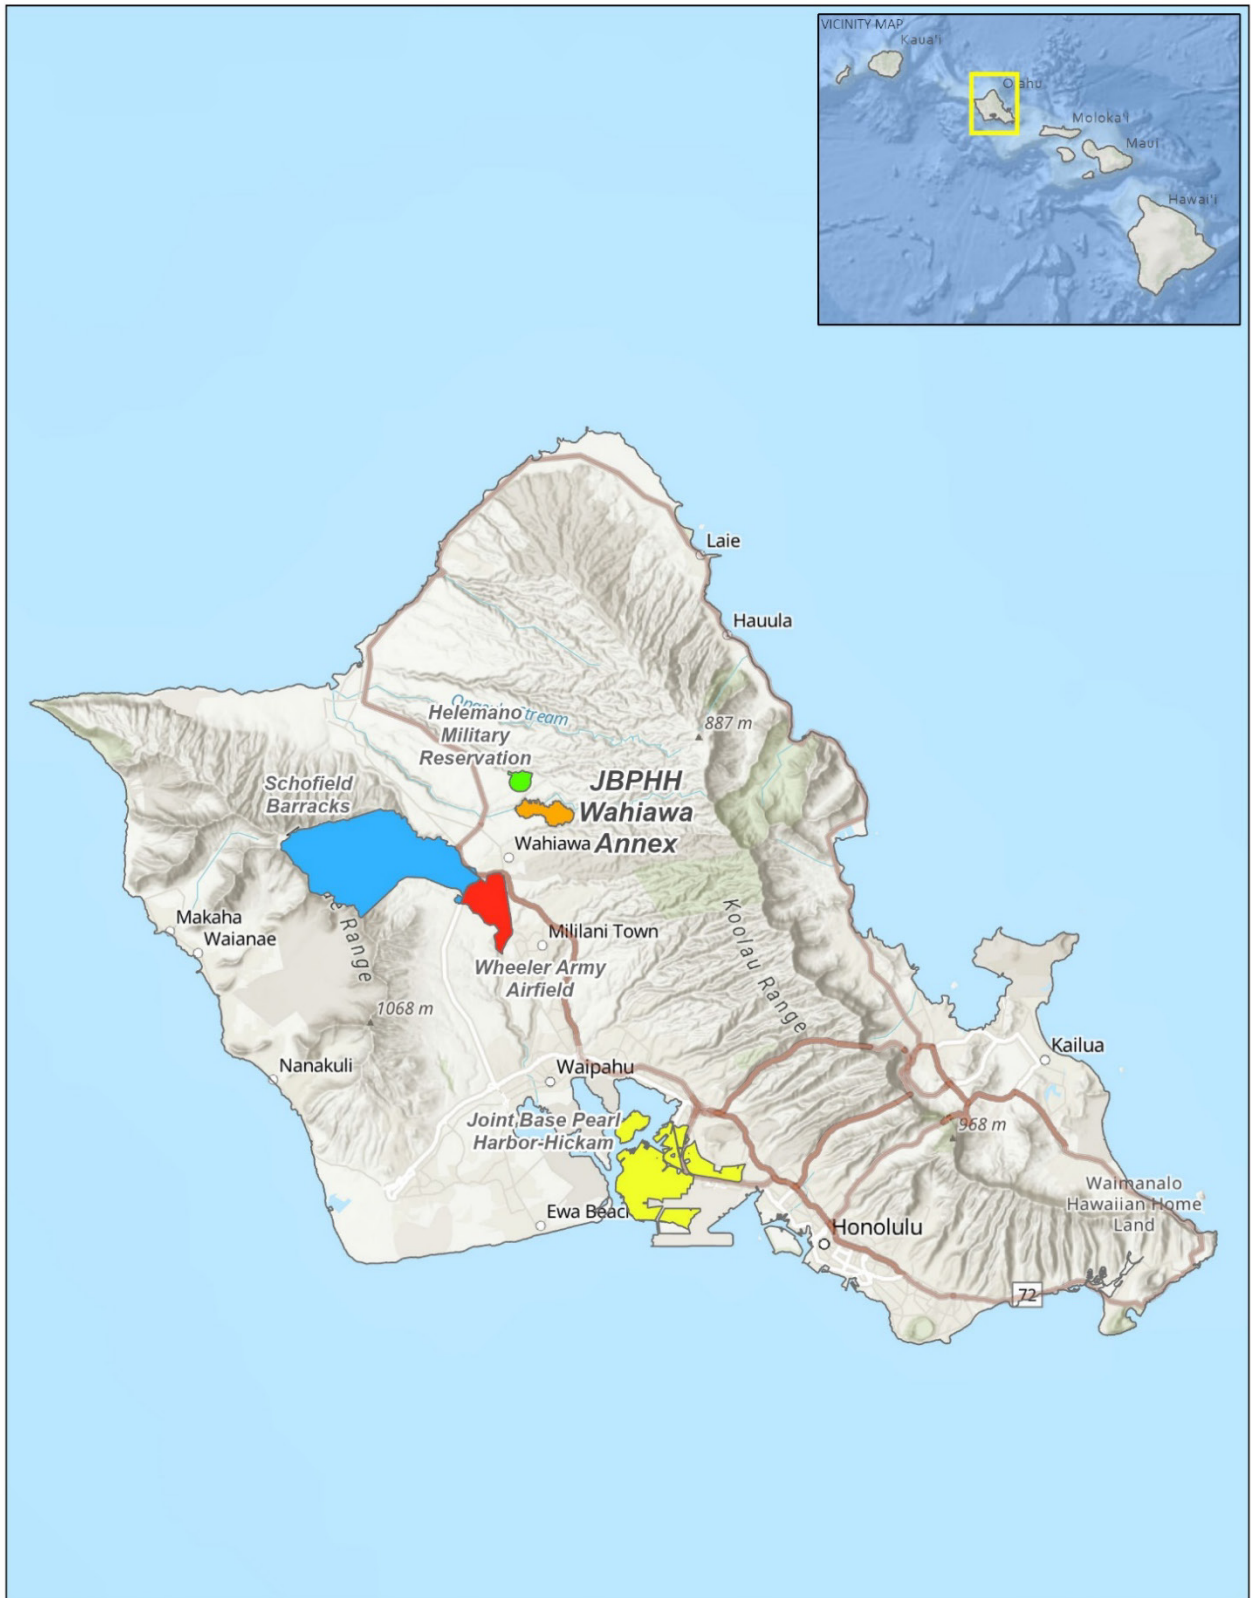 VICINITY MAP
Kaua'i
O'ahu
Moloka'i
Maui
Hawai'i
Laie
Hauula
Stream
887 m
Helemano
Military
Reservation
JBPHH
Wahiawa
Annex
Schofield
Barracks
Wahiawa
Makaha
Waianae
Range
Mililani Town
Koolau Range
Wheeler Army
Airfield
1068 m
Nanakuli
Waipahu
Kailua
Joint Base Pearl
Harbor-Hickam
968 m
Waimanalo
Hawaiian Home
Land
Ewa Beach
Honolulu
72